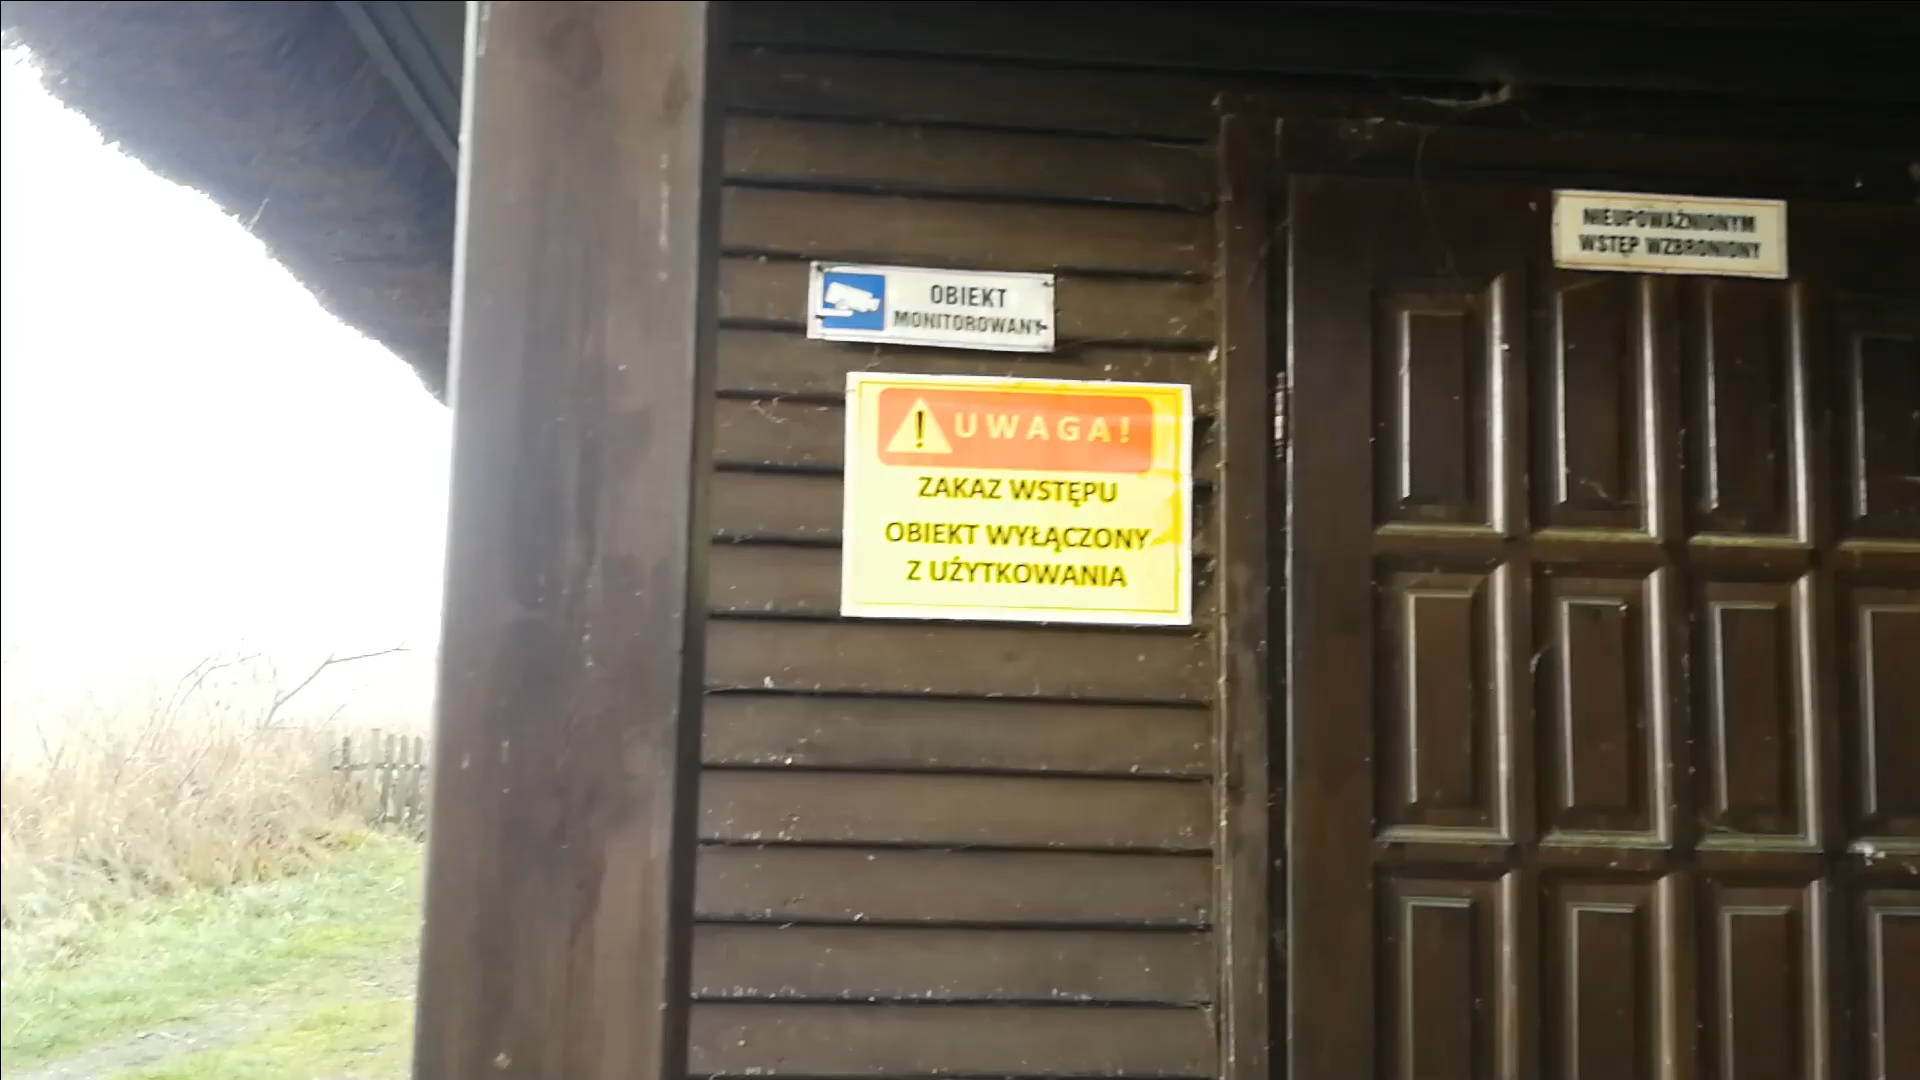 OBIEKT
MONITOROWANY
UWAGA!
ZAKAZ WSTĘPU
OBIEKT WYŁĄCZONY
Z UŻYTKOWANIA
NIEUPOWAŻNIONYM
WSTĘP WZBRONIONY